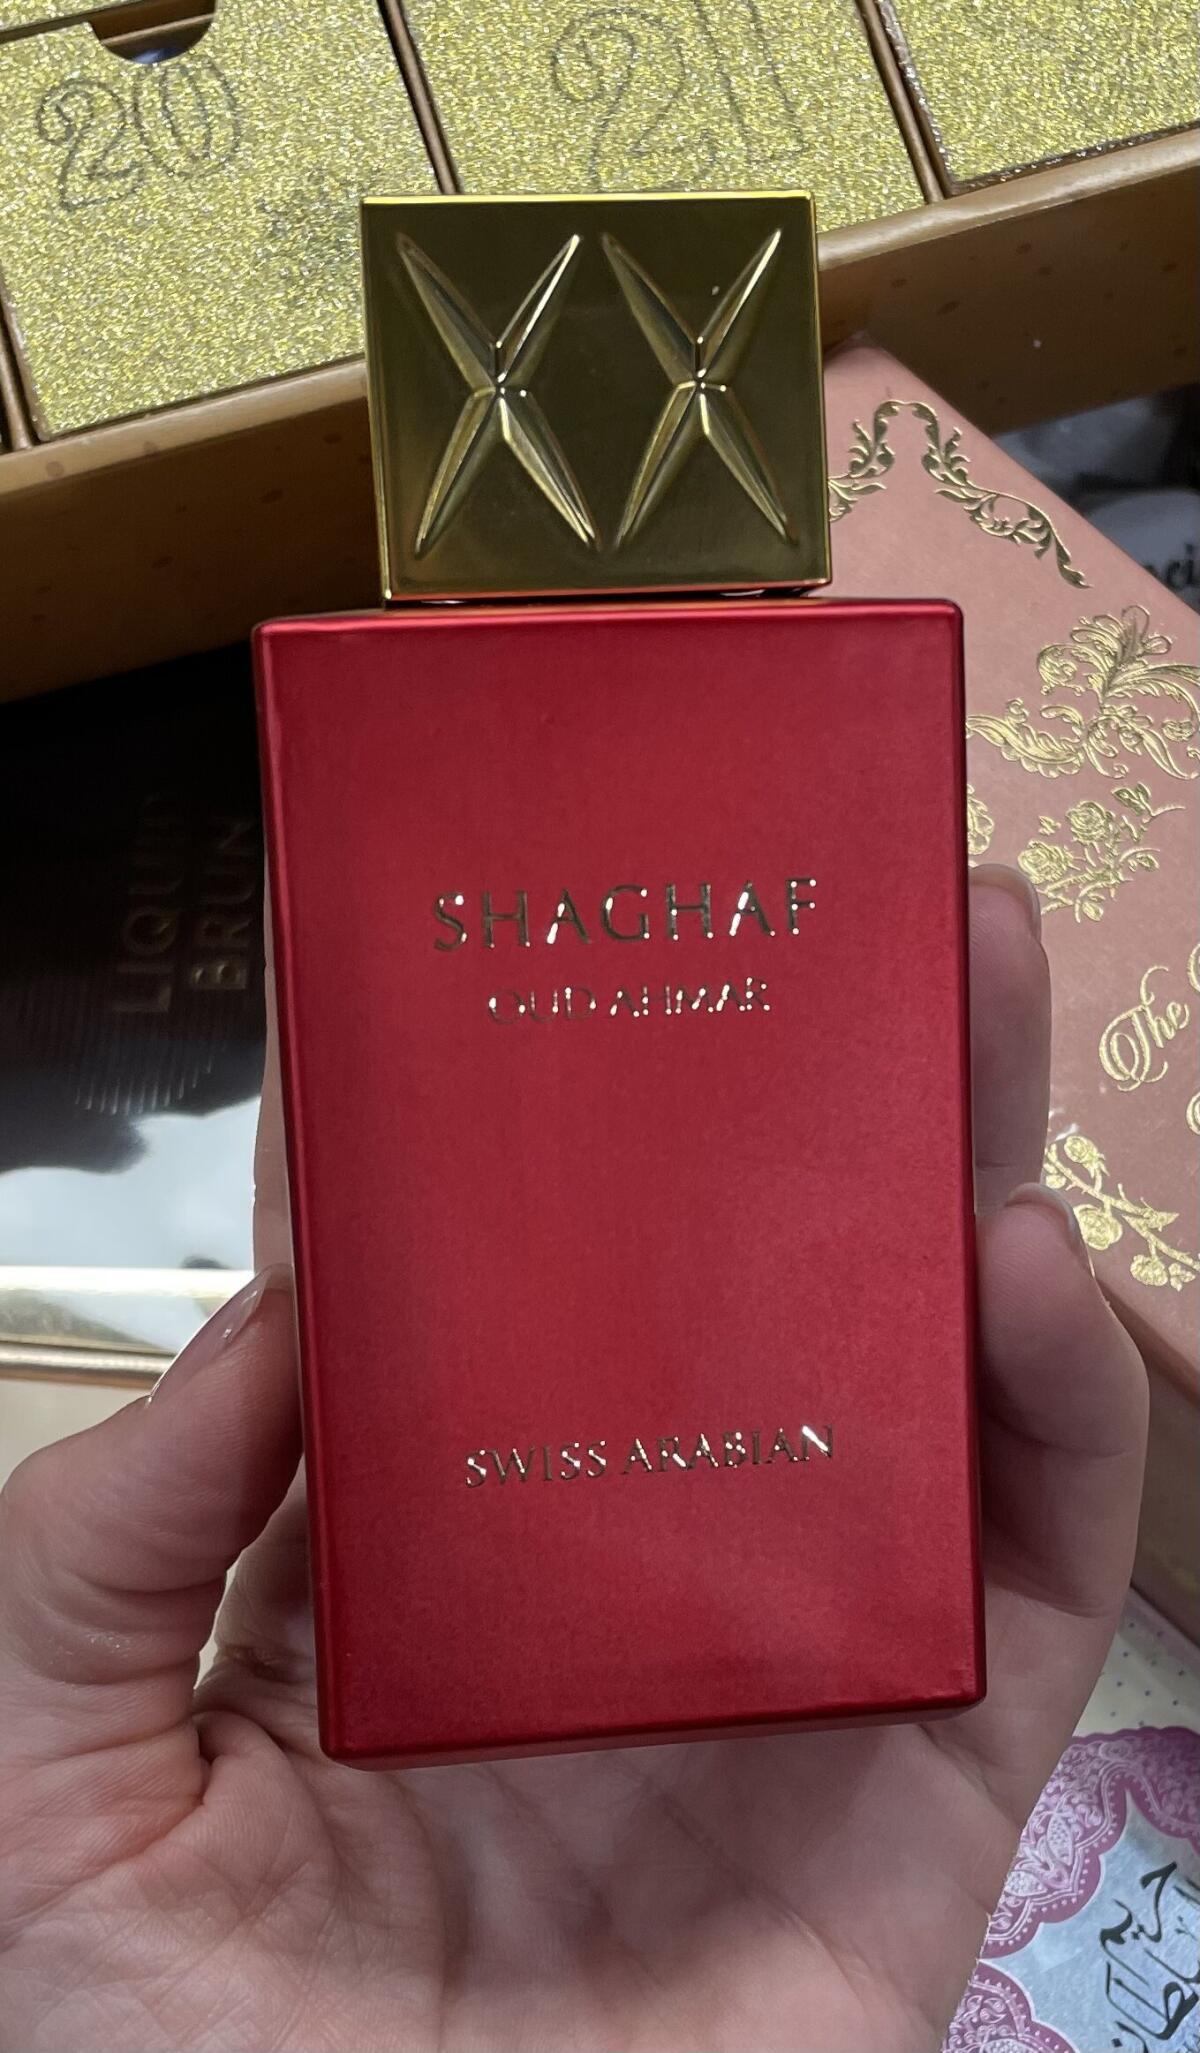 20
21
SHAGHAF
OUD AHMAR
SWISS ARABIAN
LIQUID
BRUN
The